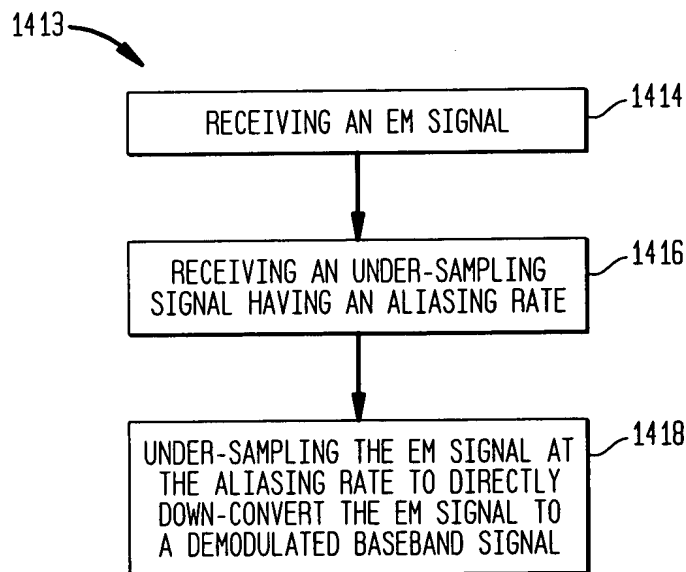 1413
RECEIVING AN EM SIGNAL
1414
RECEIVING AN UNDER-SAMPLING
SIGNAL HAVING AN ALIASING RATE
1416
UNDER-SAMPLING THE EM SIGNAL AT
THE ALIASING RATE TO DIRECTLY
DOWN-CONVERT THE EM SIGNAL TO
A DEMODULATED BASEBAND SIGNAL
1418